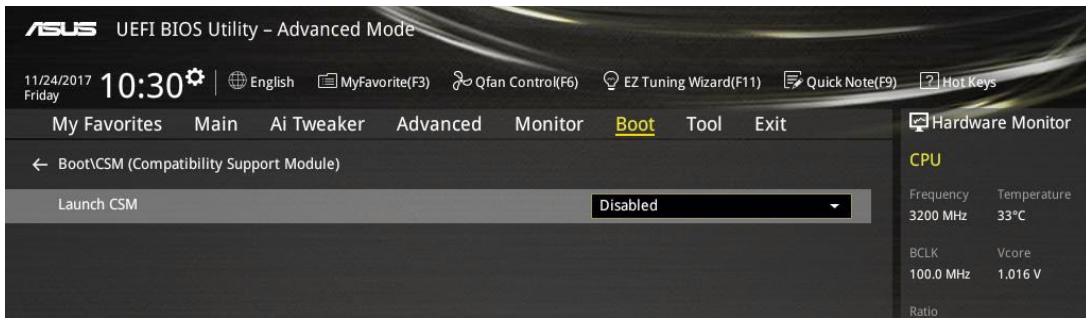 ASUS UEFI BIOS Utility – Advanced Mode
11/24/2017 Friday 10:30 English MyFavorite(F3) Qfan Control(F6) EZ Tuning Wizard(F11) Quick Note(F9) ? Hot Keys
My Favorites Main Ai Tweaker Advanced Monitor Boot Tool Exit Hardware Monitor
← Boot\CSM (Compatibility Support Module)
Launch CSM Disabled
CPU
Frequency Temperature
3200 MHz 33°C
BCLK Vcore
100.0 MHz 1.016 V
Ratio